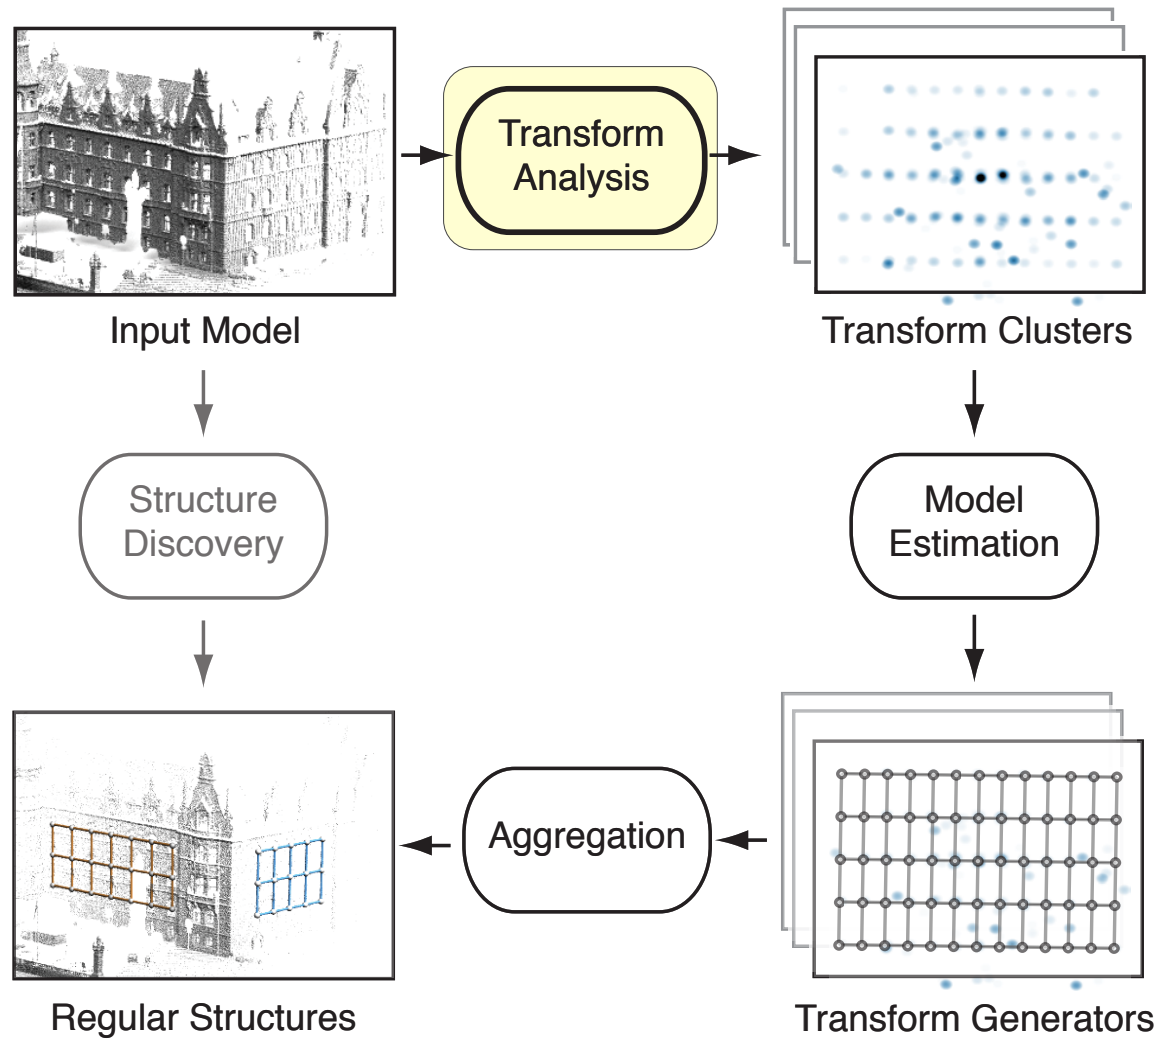 Transform
Analysis
Input Model
Transform Clusters
Structure
Discovery
Model
Estimation
Aggregation
Regular Structures
Transform Generators